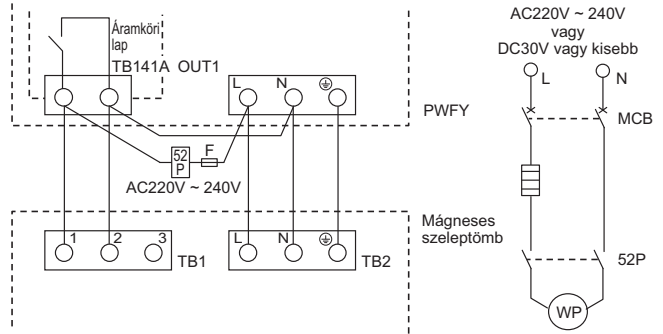 Áramköri
lap
TB141A OUT1
L N
52
P
F
AC220V ~ 240V
PWFY
1 2 3
TB1
L N
TB2
Mágneses
szeleptömb
AC220V ~ 240V
vagy
DC30V vagy kisebb
L N
MCB
52P
WP